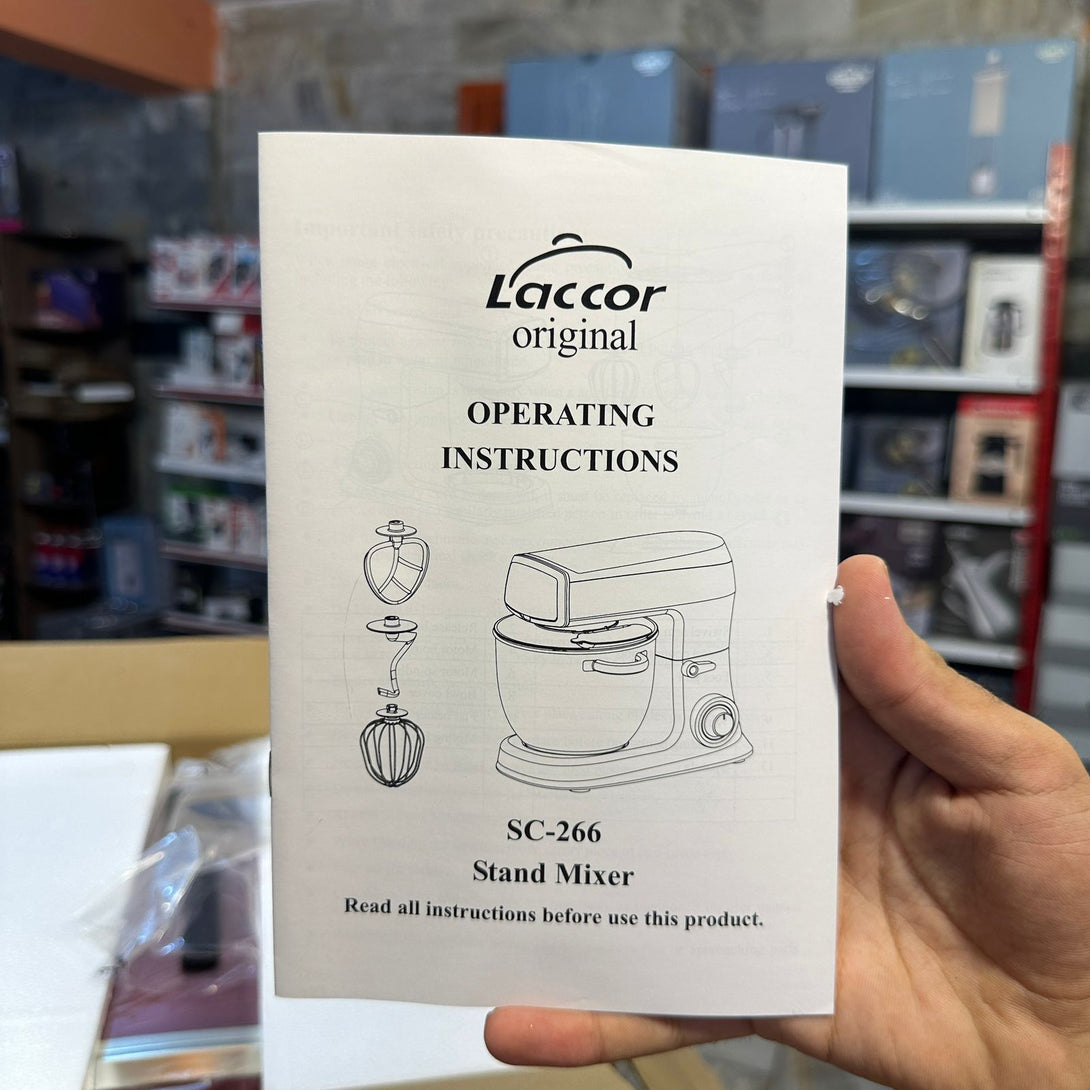 Laccor
original
OPERATING
INSTRUCTIONS
SC-266
Stand Mixer
Read all instructions before use this product.